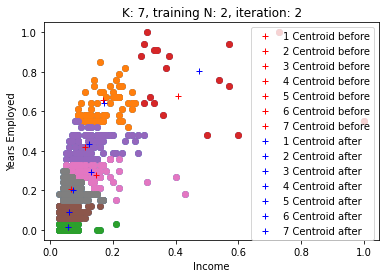 K: 7, training N: 2, iteration: 2
1.0
0.8
0.6
0.4
0.2
0.0
Years Employed
1 Centroid before
2 Centroid before
3 Centroid before
4 Centroid before
5 Centroid before
6 Centroid before
7 Centroid before
1 Centroid after
2 Centroid after
3 Centroid after
4 Centroid after
5 Centroid after
6 Centroid after
7 Centroid after
0.0 0.2 0.4 0.6 0.8 1.0
Income